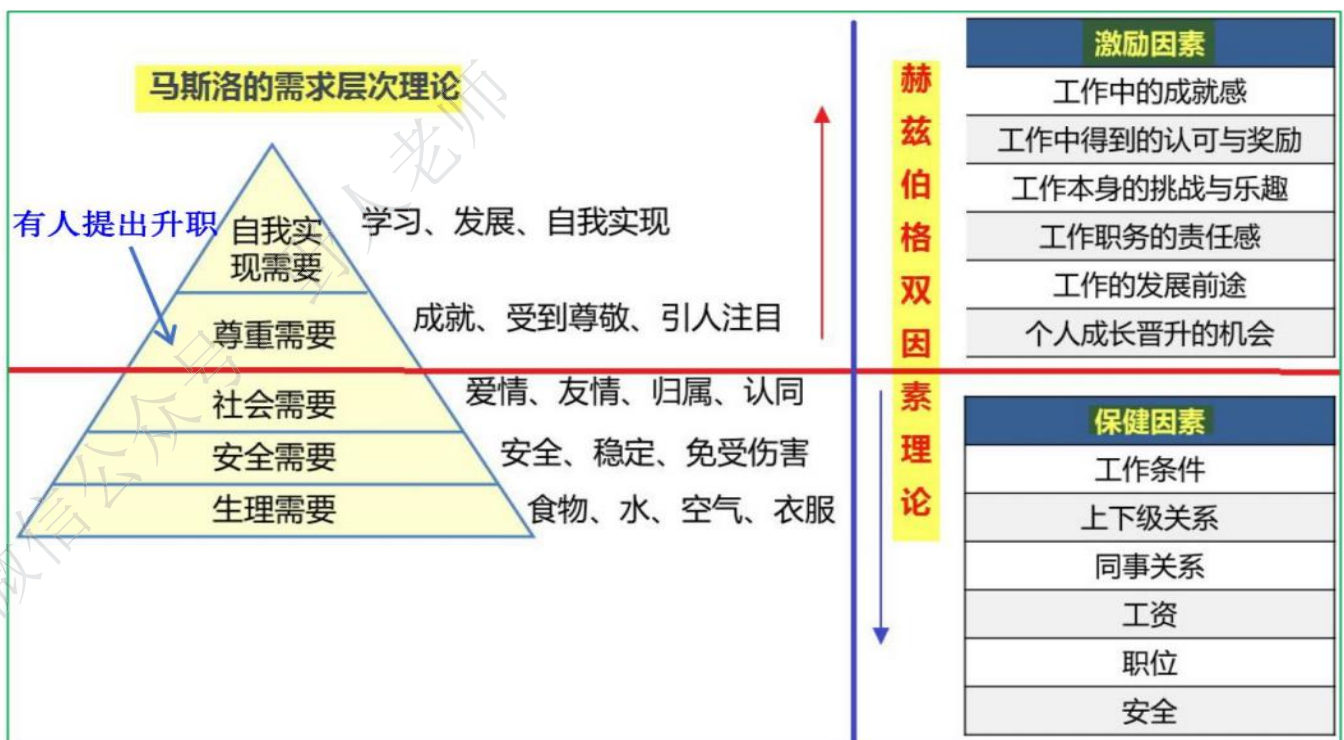 马斯洛的需求层次理论
有人提出升职
自我实
现需要
学习、发展、自我实现
尊重需要
成就、受到尊敬、引人注目
社会需要
爱情、友情、归属、认同
安全需要
安全、稳定、免受伤害
生理需要
食物、水、空气、衣服
赫兹伯格双因素理论
激励因素
工作中的成就感
工作中得到的认可与奖励
工作本身的挑战与乐趣
工作职务的责任感
工作的发展前途
个人成长晋升的机会
保健因素
工作条件
上下级关系
同事关系
工资
职位
安全
微信公众号
人老师